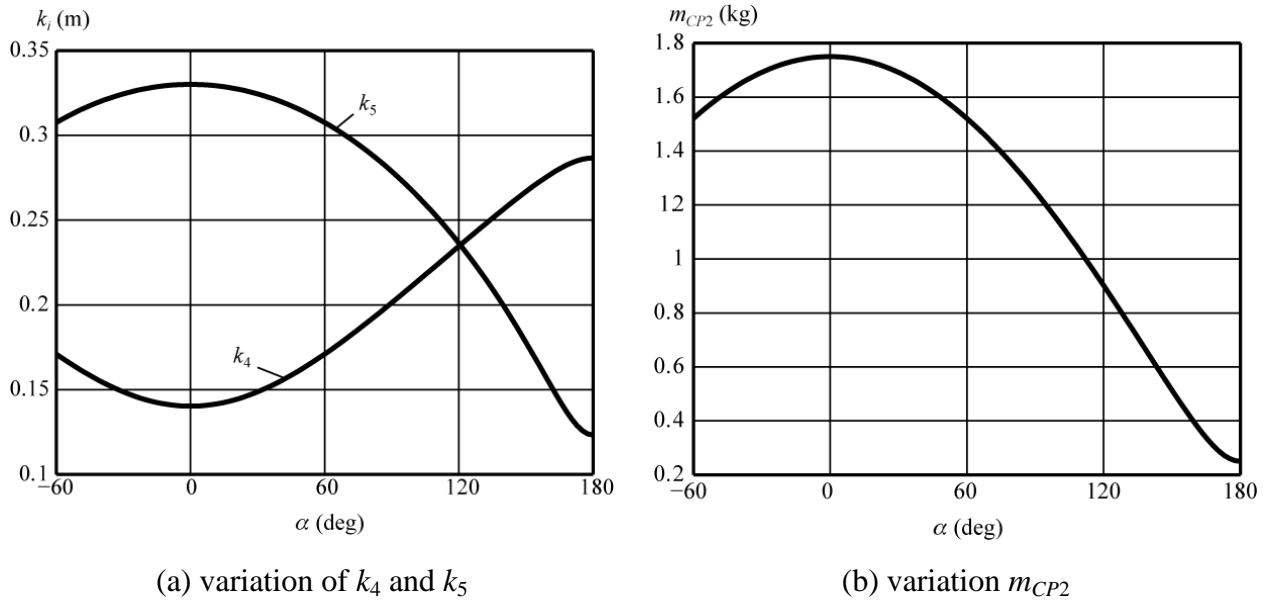 k_i (m)
0.35
0.3
0.25
0.2
0.15
0.1
k_5
k_4
−60 0 60 120 180
α (deg)
(a) variation of k_4 and k_5
m_CP2 (kg)
1.8
1.6
1.4
1.2
1
0.8
0.6
0.4
0.2
−60 0 60 120 180
α (deg)
(b) variation m_CP2